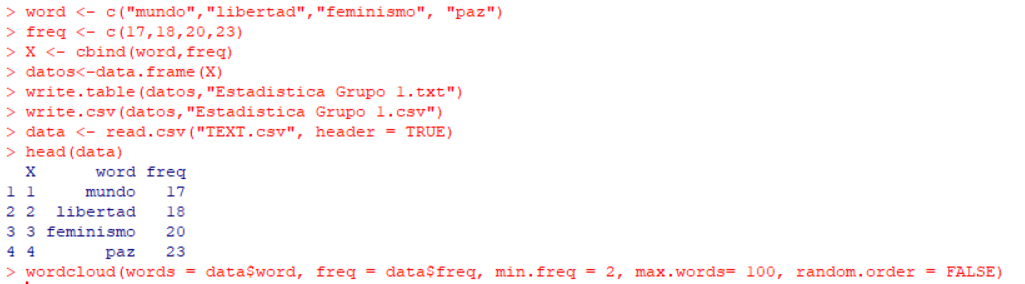 > word <- c("mundo","libertad","feminismo", "paz")
> freq <- c(17,18,20,23)
> X <- cbind(word,freq)
> datos<-data.frame(X)
> write.table(datos,"Estadistica Grupo 1.txt")
> write.csv(datos,"Estadistica Grupo 1.csv")
> data <- read.csv("TEXT.csv", header = TRUE)
> head(data)
  X      word freq
1 1     mundo   17
2 2  libertad   18
3 3 feminismo   20
4 4       paz   23
> wordcloud(words = data$word, freq = data$freq, min.freq = 2, max.words= 100, random.order = FALSE)